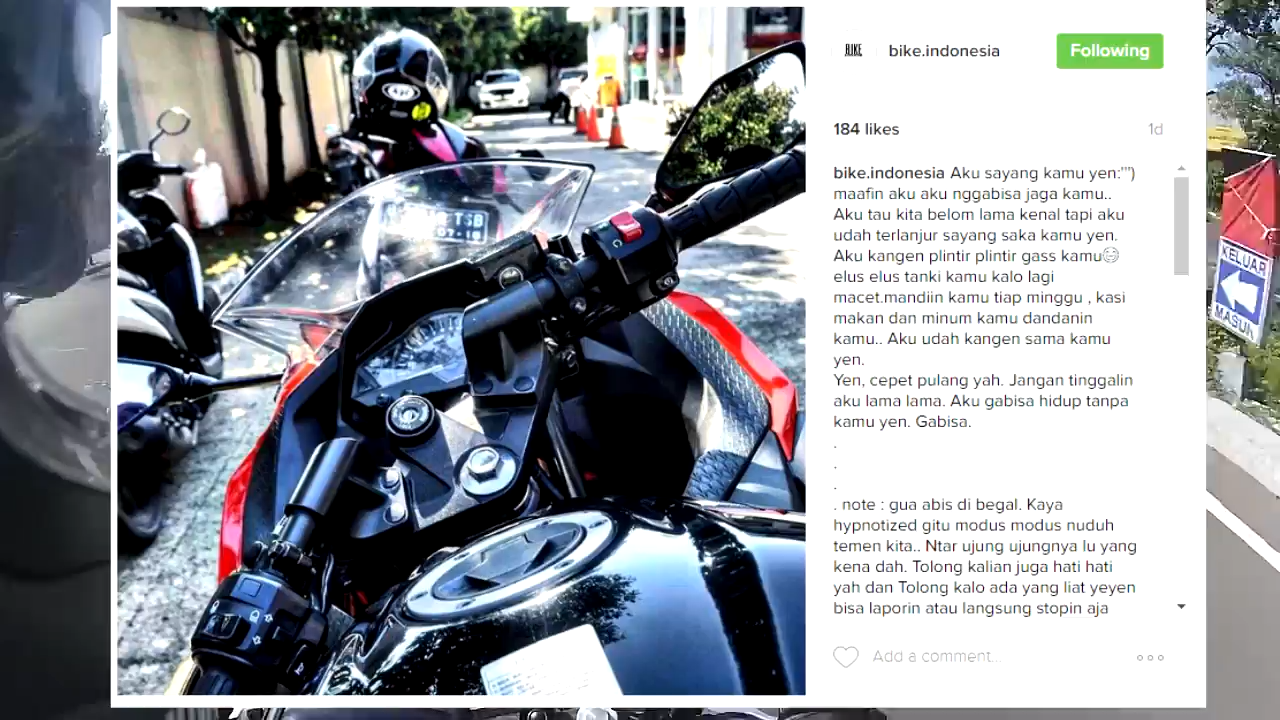 BIKE
bike.indonesia
Following
184 likes
1d
bike.indonesia Aku sayang kamu yen:''')
maafin aku aku nggabisa jaga kamu..
Aku tau kita belom lama kenal tapi aku
udah terlanjur sayang saka kamu yen.
Aku kangen plintir plintir gass kamu😂
elus elus tanki kamu kalo lagi
macet.mandiin kamu tiap minggu , kasi
makan dan minum kamu dandanin
kamu.. Aku udah kangen sama kamu
yen.
Yen, cepet pulang yah. Jangan tinggalin
aku lama lama. Aku gabisa hidup tanpa
kamu yen. Gabisa.
.
.
.
. note : gua abis di begal. Kaya
hypnotized gitu modus modus nuduh
temen kita.. Ntar ujung ujungnya lu yang
kena dah. Tolong kalian juga hati hati
yah dan Tolong kalo ada yang liat yeyen
bisa laporin atau langsung stopin aja
Add a comment...
KELUAR
MASUK